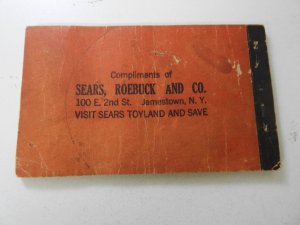 Compliments of
SEARS, ROEBUCK AND CO.
100 E. 2nd St. Jamestown, N. Y.
VISIT SEARS TOYLAND AND SAVE